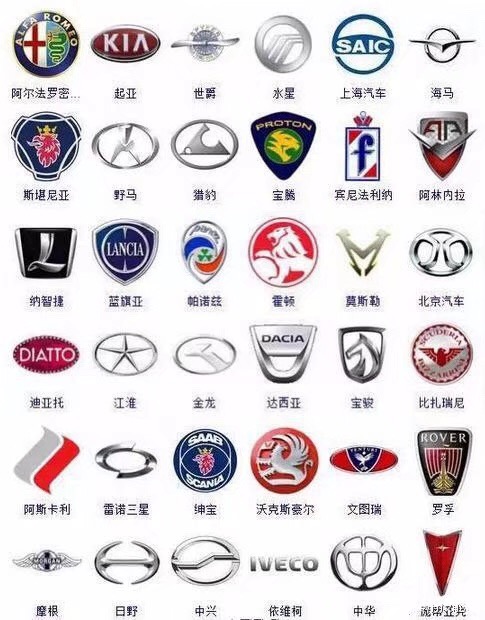 ALFA ROMEO
KIA
SAIC
阿尔法罗密...
起亚
世爵
水星
上海汽车
海马
PROTON
f
斯堪尼亚
野马
猎豹
宝腾
宾尼法利纳
阿林内拉
L
LANCIA
纳智捷
蓝旗亚
帕诺兹
霍顿
莫斯勒
北京汽车
DIATTO
DACIA
SCUDERIA
BIZZARRINI
迪亚托
江淮
金龙
达西亚
宝骏
比扎瑞尼
SAAB
SCANIA
VENTURI
ROVER
阿斯卡利
雷诺三星
绅宝
沃克斯豪尔
文图瑞
罗孚
MORGAN
IVECO
摩根
日野
中兴
依维柯
中华